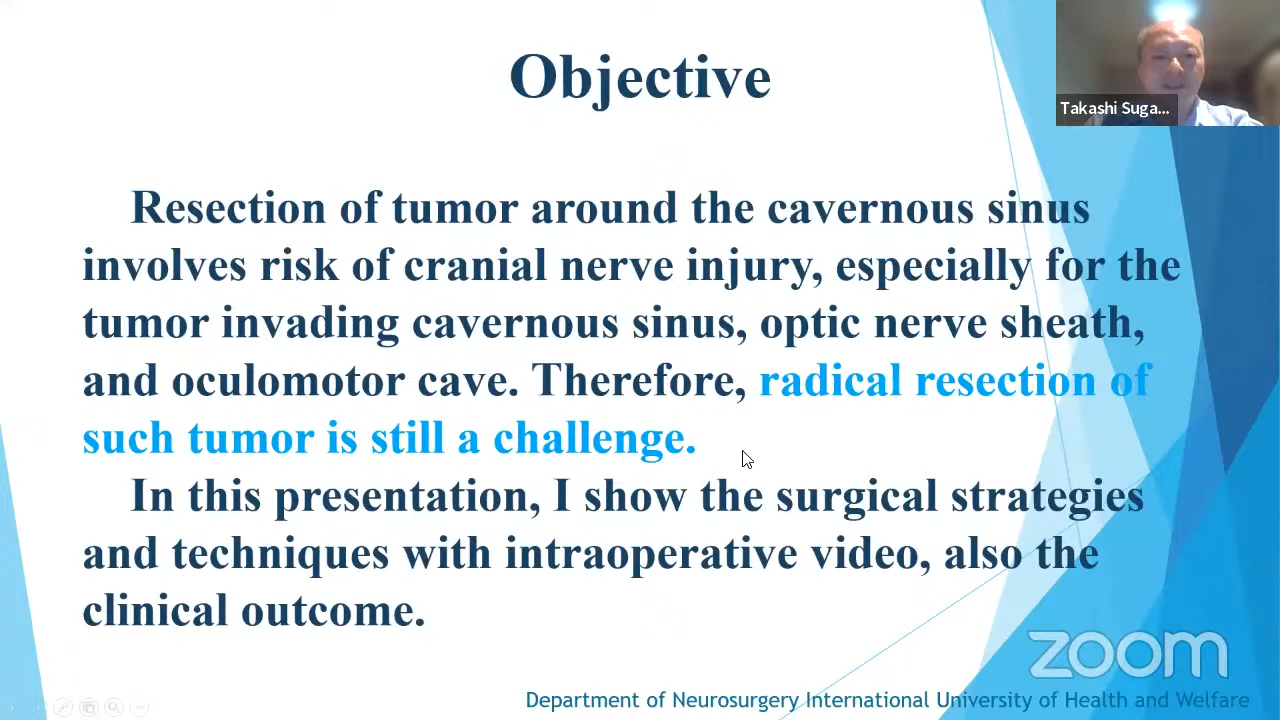 Objective
Takashi Suga...
Resection of tumor around the cavernous sinus
involves risk of cranial nerve injury, especially for the
tumor invading cavernous sinus, optic nerve sheath,
and oculomotor cave. Therefore, radical resection of
such tumor is still a challenge.
In this presentation, I show the surgical strategies
and techniques with intraoperative video, also the
clinical outcome.
zoom
Department of Neurosurgery International University of Health and Welfare